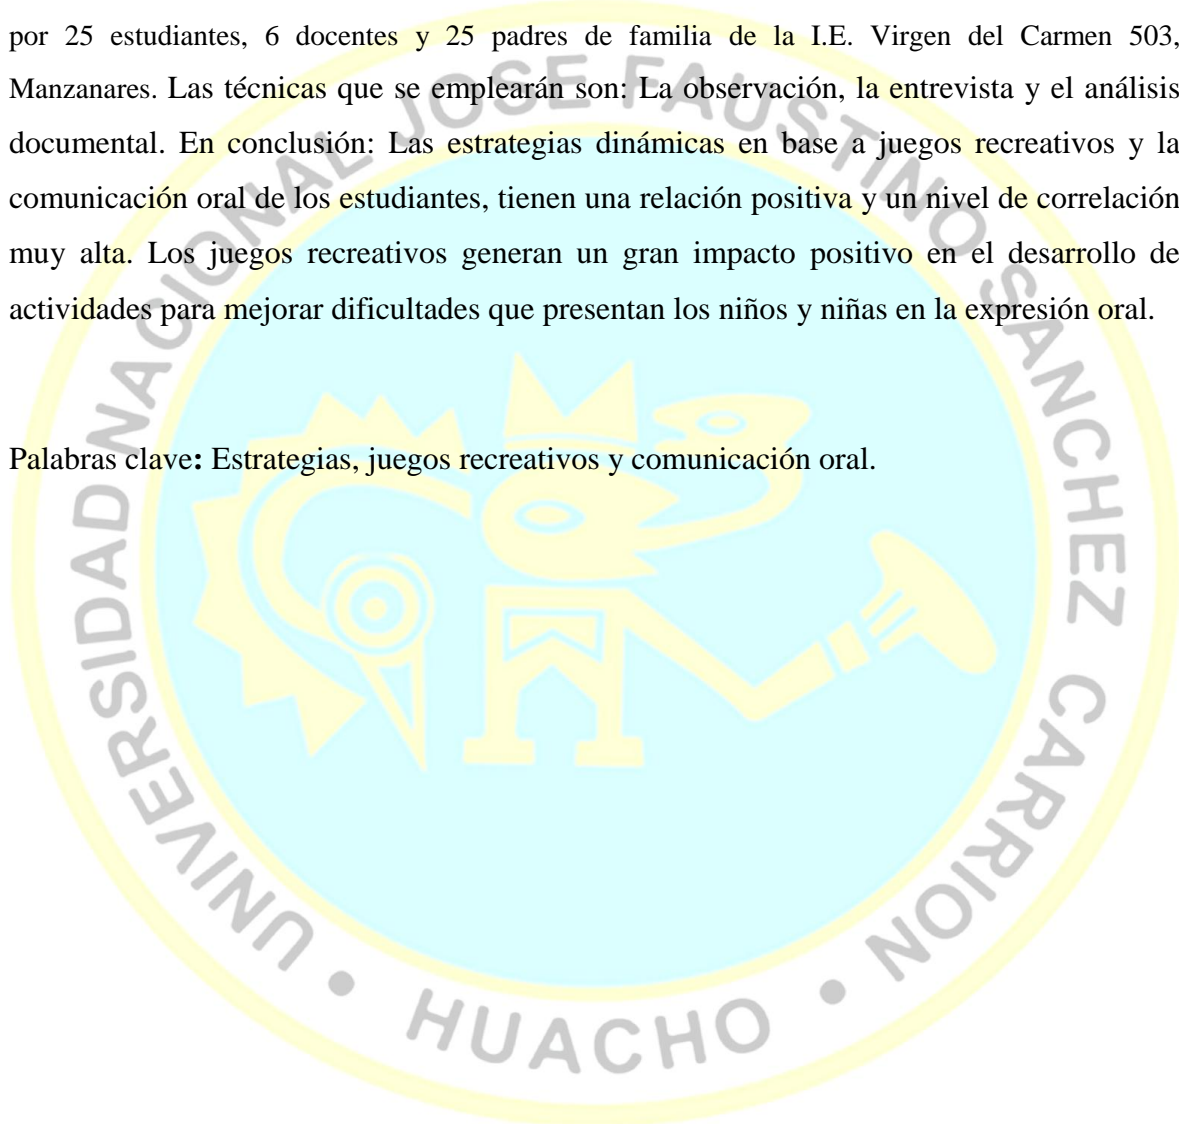 por 25 estudiantes, 6 docentes y 25 padres de familia de la I.E. Virgen del Carmen 503,
Manzanares. Las técnicas que se emplearán son: La observación, la entrevista y el análisis
documental. En conclusión: Las estrategias dinámicas en base a juegos recreativos y la
comunicación oral de los estudiantes, tienen una relación positiva y un nivel de correlación
muy alta. Los juegos recreativos generan un gran impacto positivo en el desarrollo de
actividades para mejorar dificultades que presentan los niños y niñas en la expresión oral.
Palabras clave: Estrategias, juegos recreativos y comunicación oral.
UNIVERSIDAD NACIONAL JOSE FAUSTINO SANCHEZ CARRION
• HUACHO •